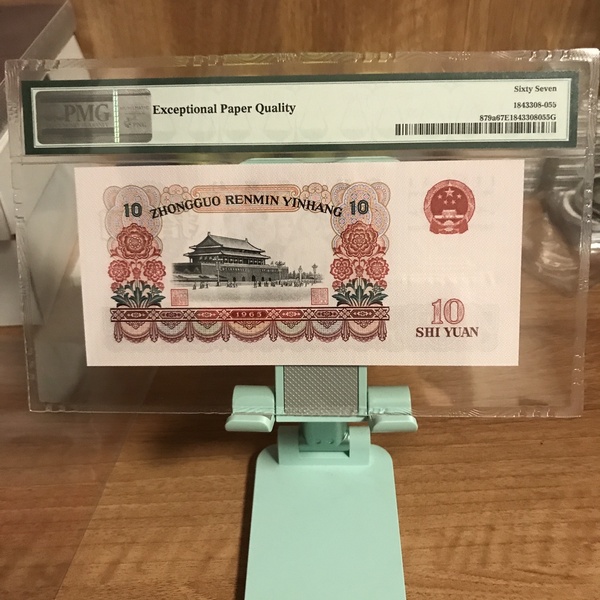 PMG
Exceptional Paper Quality
Sixty Seven
1843308-055
879a67E1843308055G
10 ZHONGGUO RENMIN YINHANG 10
1965
10
SHI YUAN